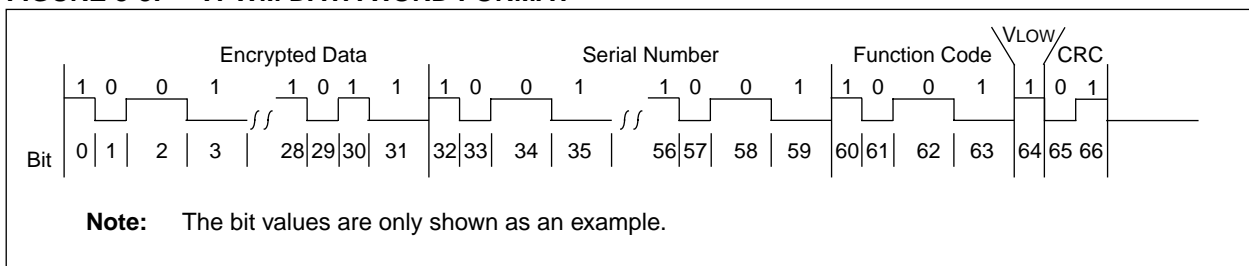 VLOW
Encrypted Data Serial Number Function Code CRC
1 0 0 1 1 0 1 1 1 0 0 1 1 0 0 1 1 0 0 1 1 0 1
Bit 0 1 2 3 28 29 30 31 32 33 34 35 56 57 58 59 60 61 62 63 64 65 66
Note: The bit values are only shown as an example.